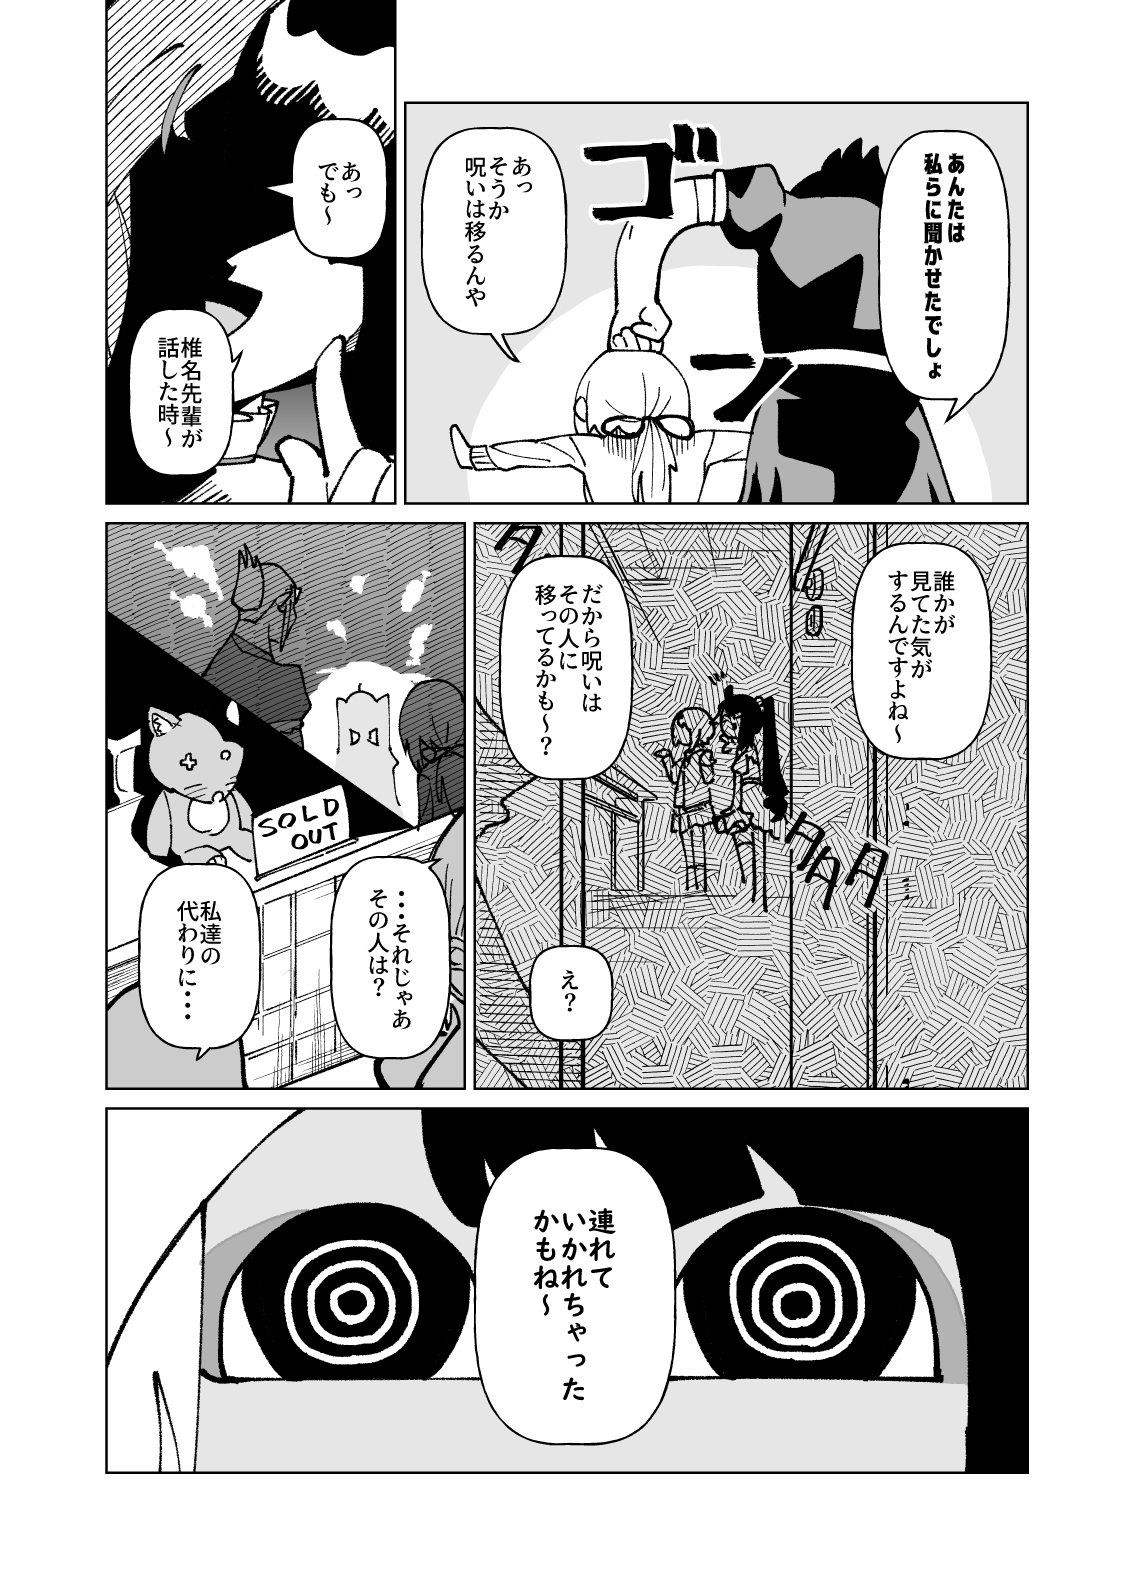 あんたは
私らに聞かせたでしょ
ゴーン
あっ
そうか
呪いは移るんや
あっ
でも〜
椎名先輩が
話した時〜
誰かが
見てた気が
するんですよね〜
だから呪いは
その人に
移ってるかも〜?
タ
タタタ
え?
・・・それじゃあ
その人は?
SOLD
OUT
私達の
代わりに・・・
連れて
いかれちゃった
かもね〜